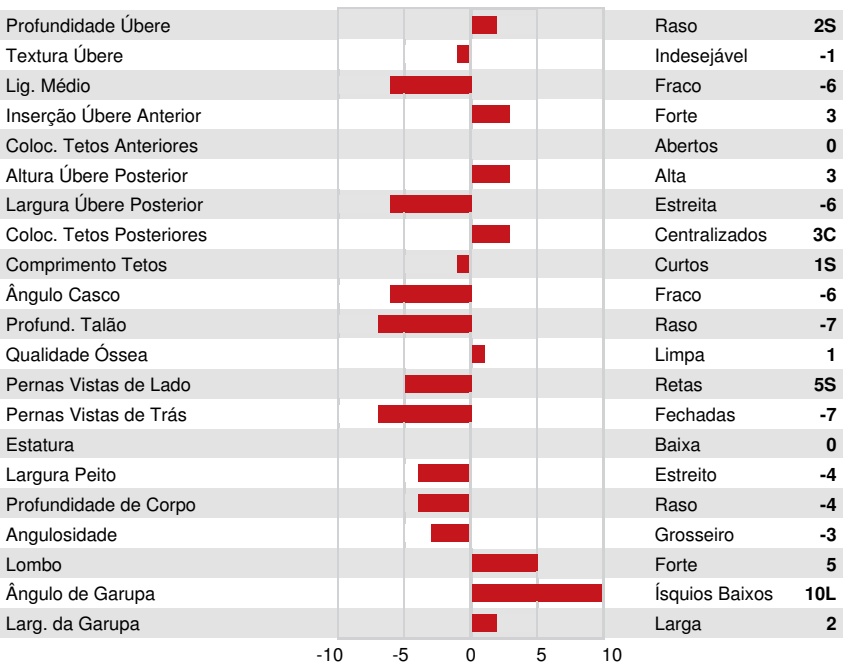 Profundidade Úbere Raso 2S
Textura Úbere Indesejável -1
Lig. Médio Fraco -6
Inserção Úbere Anterior Forte 3
Coloc. Tetos Anteriores Abertos 0
Altura Úbere Posterior Alta 3
Largura Úbere Posterior Estreita -6
Coloc. Tetos Posteriores Centralizados 3C
Comprimento Tetos Curtos 1S
Ângulo Casco Fraco -6
Profund. Talão Raso -7
Qualidade Óssea Limpa 1
Pernas Vistas de Lado Retas 5S
Pernas Vistas de Trás Fechadas -7
Estatura Baixa 0
Largura Peito Estreito -4
Profundidade de Corpo Raso -4
Angulosidade Grosseiro -3
Lombo Forte 5
Ângulo de Garupa Ísquios Baixos 10L
Larg. da Garupa Larga 2
-10 -5 0 5 10